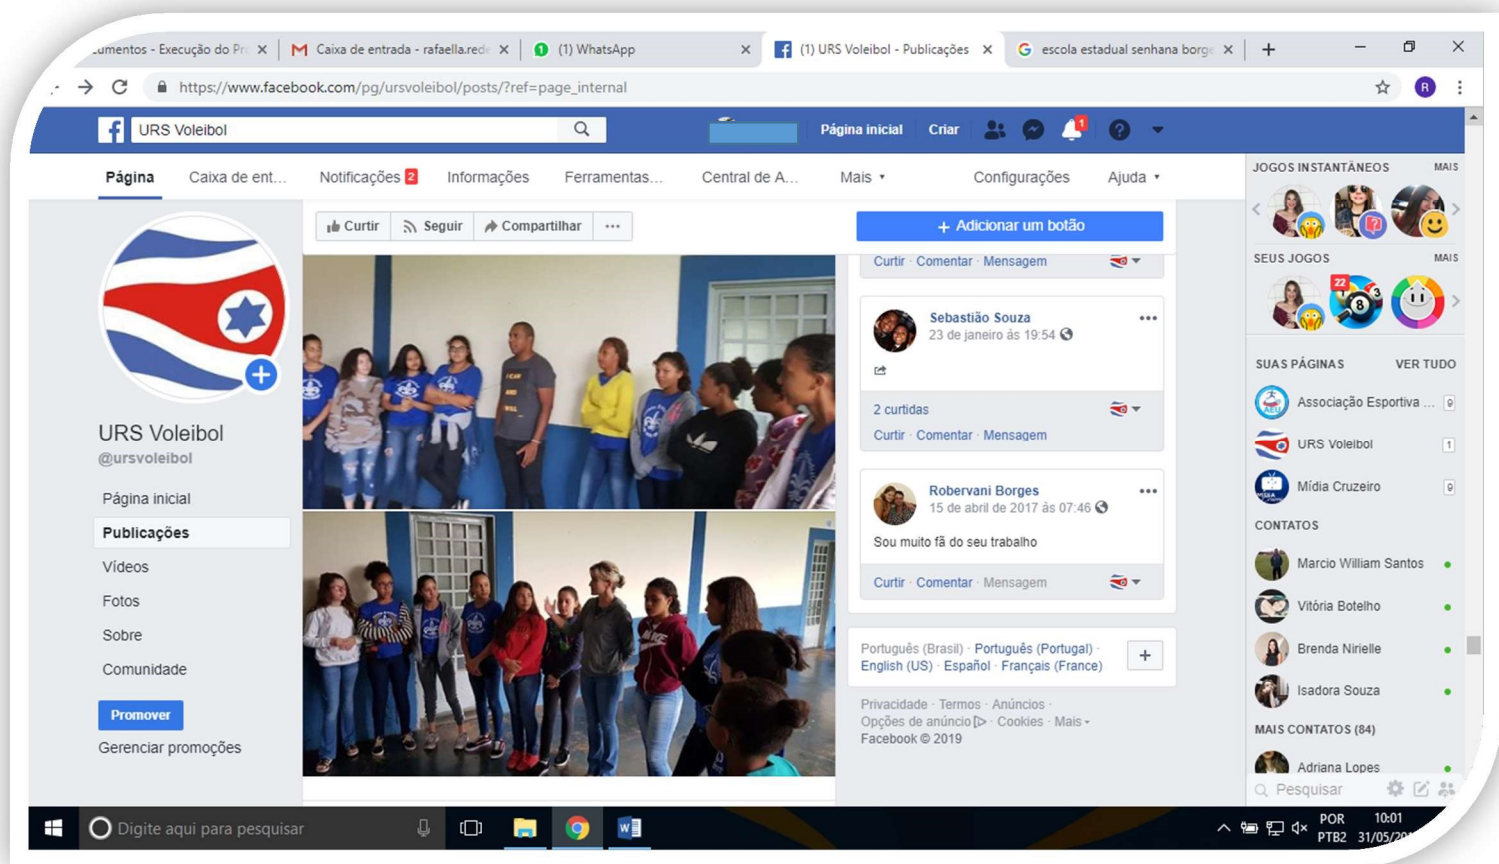 umentos - Execução do Pr
Caixa de entrada - rafaella.rede
(1) WhatsApp
(1) URS Voleibol - Publicações
escola estadual senhana borge
https://www.facebook.com/pg/ursvoleibol/posts/?ref=page_internal
R
URS Voleibol
Página inicial
Criar
1
Página
Caixa de ent...
Notificações 2
Informações
Ferramentas...
Central de A...
Mais
Configurações
Ajuda
Curtir
Seguir
Compartilhar
+ Adicionar um botão
URS Voleibol
@ursvoleibol
Página inicial
Publicações
Vídeos
Fotos
Sobre
Comunidade
Promover
Gerenciar promoções
Curtir · Comentar · Mensagem
Sebastião Souza
23 de janeiro às 19:54
2 curtidas
Curtir · Comentar · Mensagem
Robervani Borges
15 de abril de 2017 às 07:46
Sou muito fã do seu trabalho
Curtir · Comentar · Mensagem
Português (Brasil) · Português (Portugal) ·
English (US) · Español · Français (France)
Privacidade · Termos · Anúncios ·
Opções de anúncio · Cookies · Mais
Facebook © 2019
JOGOS INSTANTÂNEOS MAIS
SEUS JOGOS MAIS
22
SUAS PÁGINAS VER TUDO
Associação Esportiva ... 9
URS Voleibol 1
Mídia Cruzeiro 9
CONTATOS
Marcio William Santos
Vitória Botelho
Brenda Nirielle
Isadora Souza
MAIS CONTATOS (84)
Adriana Lopes
Pesquisar
Digite aqui para pesquisar
POR
PTB2
10:01
31/05/20